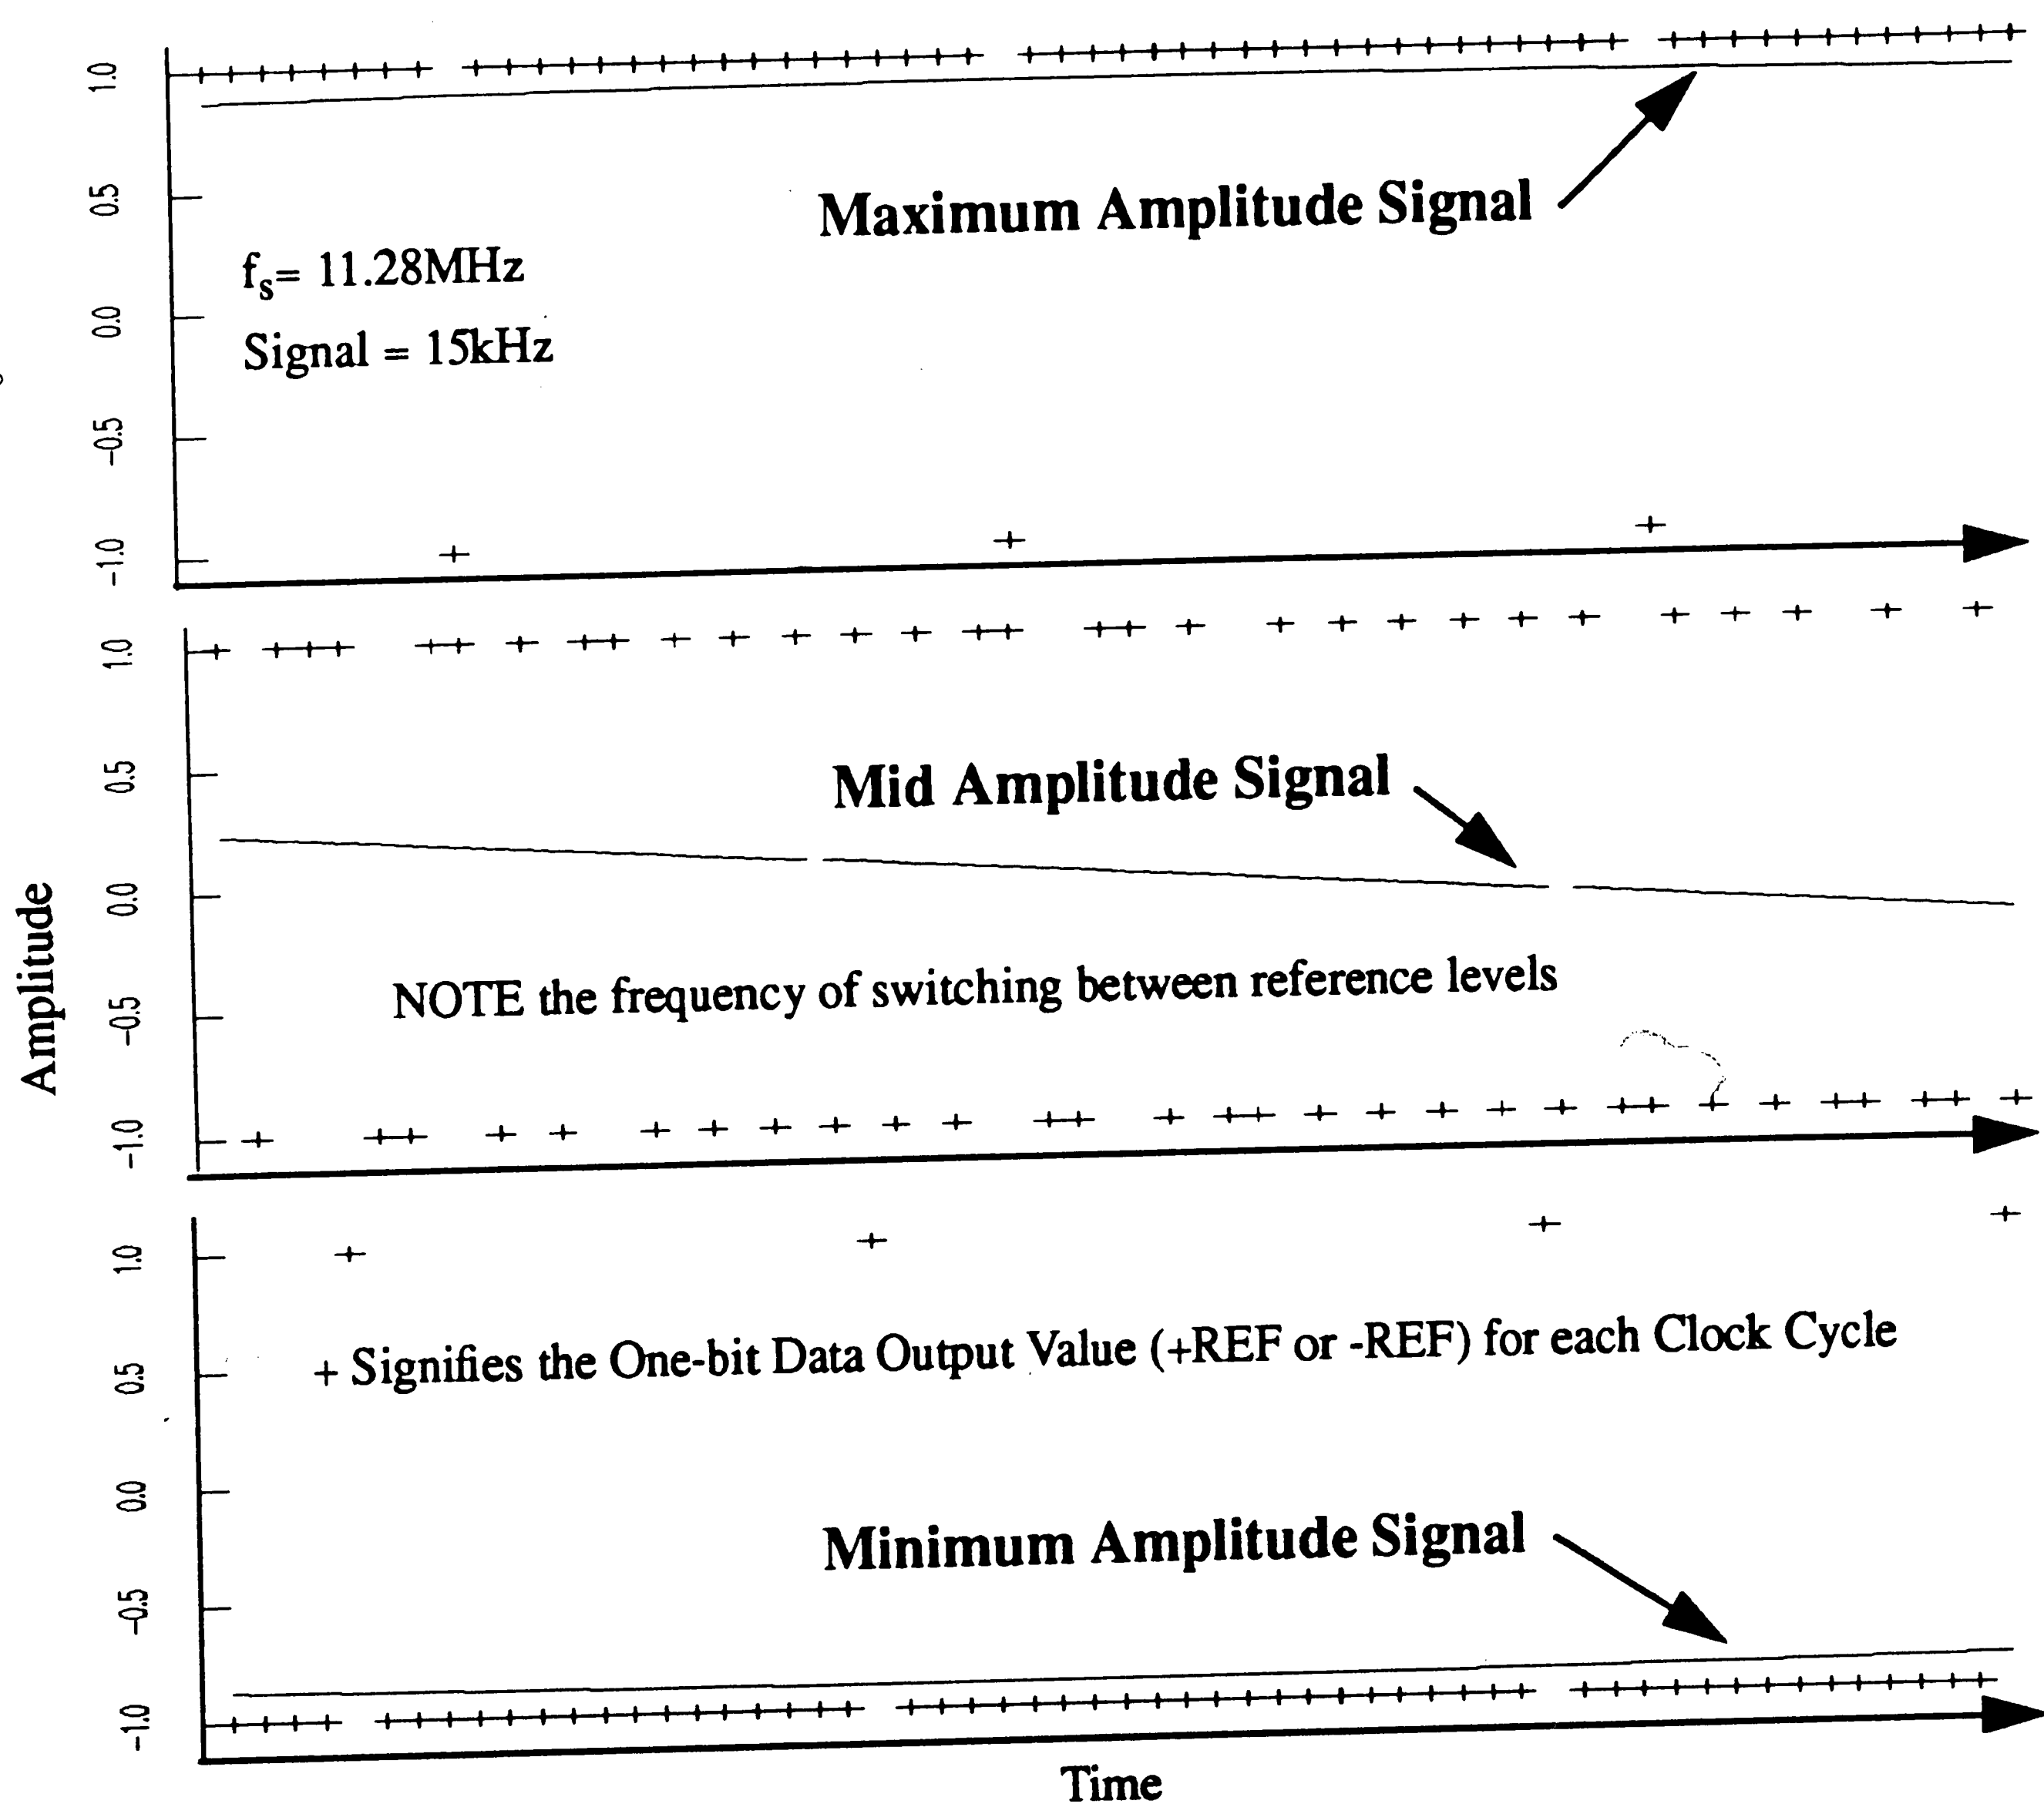 1.0
0.5
0.0
-0.5
-1.0
Maximum Amplitude Signal
fs= 11.28MHz
Signal = 15kHz
1.0
0.5
0.0
-0.5
-1.0
Mid Amplitude Signal
NOTE the frequency of switching between reference levels
Amplitude
1.0
0.5
0.0
-0.5
-1.0
+ Signifies the One-bit Data Output Value (+REF or -REF) for each Clock Cycle
Minimum Amplitude Signal
Time